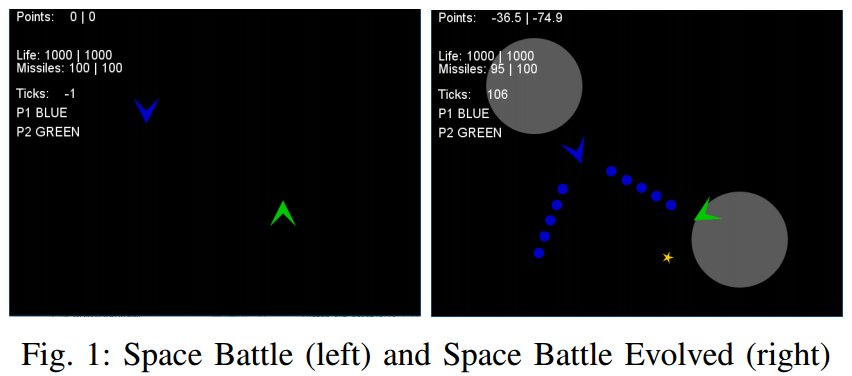 Points: 0 | 0
Life: 1000 | 1000
Missiles: 100 | 100
Ticks: -1
P1 BLUE
P2 GREEN
Points: -36.5 | -74.9
Life: 1000 | 1000
Missiles: 95 | 100
Ticks: 106
P1 BLUE
P2 GREEN
Fig. 1: Space Battle (left) and Space Battle Evolved (right)